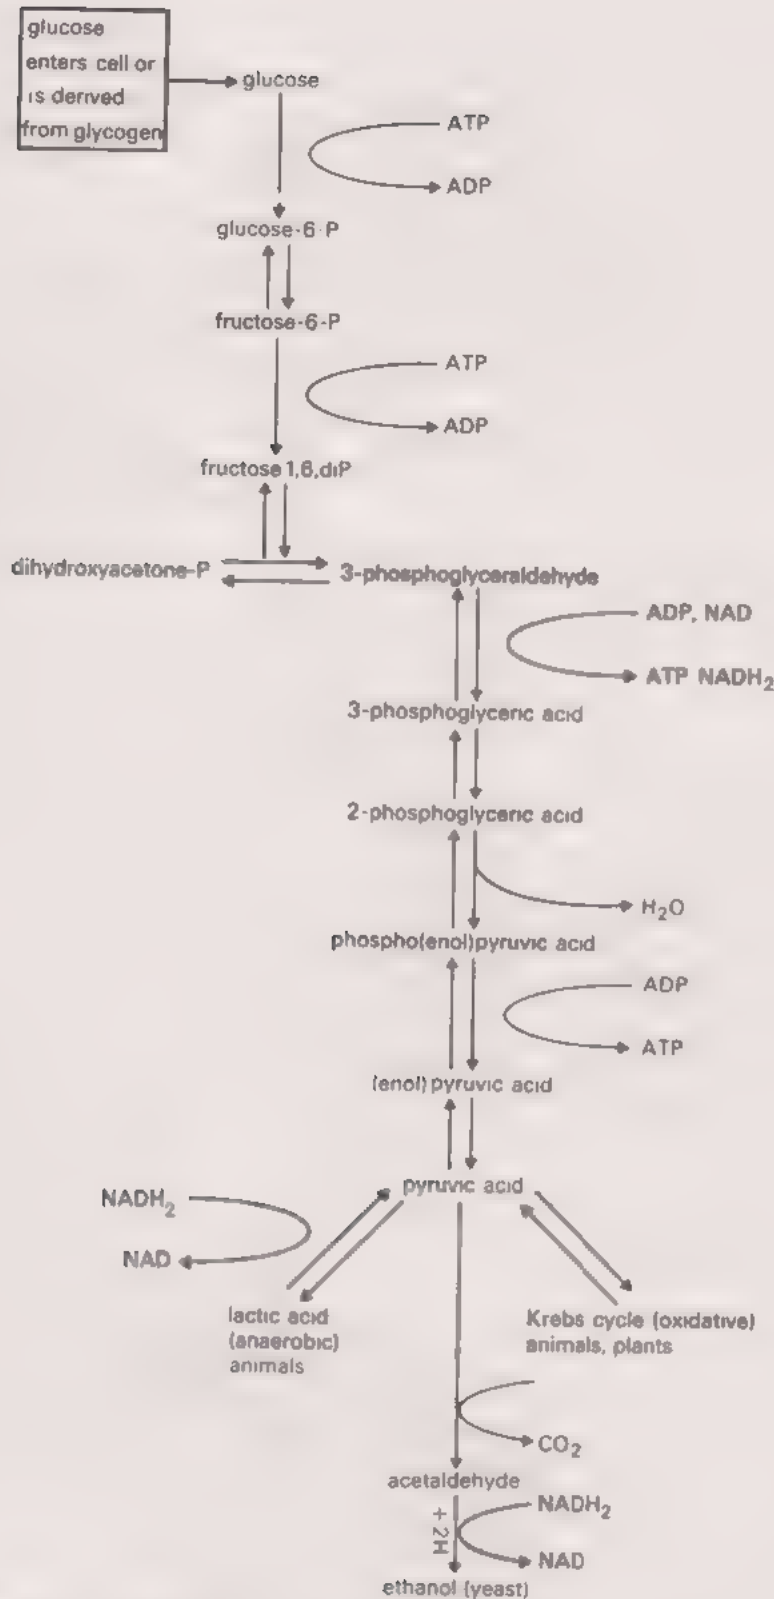 glucose
enters cell or
is derived
from glycogen
glucose
ATP
ADP
glucose-6-P
fructose-6-P
ATP
ADP
fructose 1,6,diP
dihydroxyacetone-P
3-phosphoglyceraldehyde
ADP, NAD
ATP NADH₂
3-phosphoglyceric acid
2-phosphoglyceric acid
H₂O
phospho(enol)pyruvic acid
ADP
ATP
(enol)pyruvic acid
pyruvic acid
NADH₂
NAD
lactic acid
(anaerobic)
animals
Krebs cycle (oxidative)
animals, plants
CO₂
acetaldehyde
+ 2H
NADH₂
NAD
ethanol (yeast)